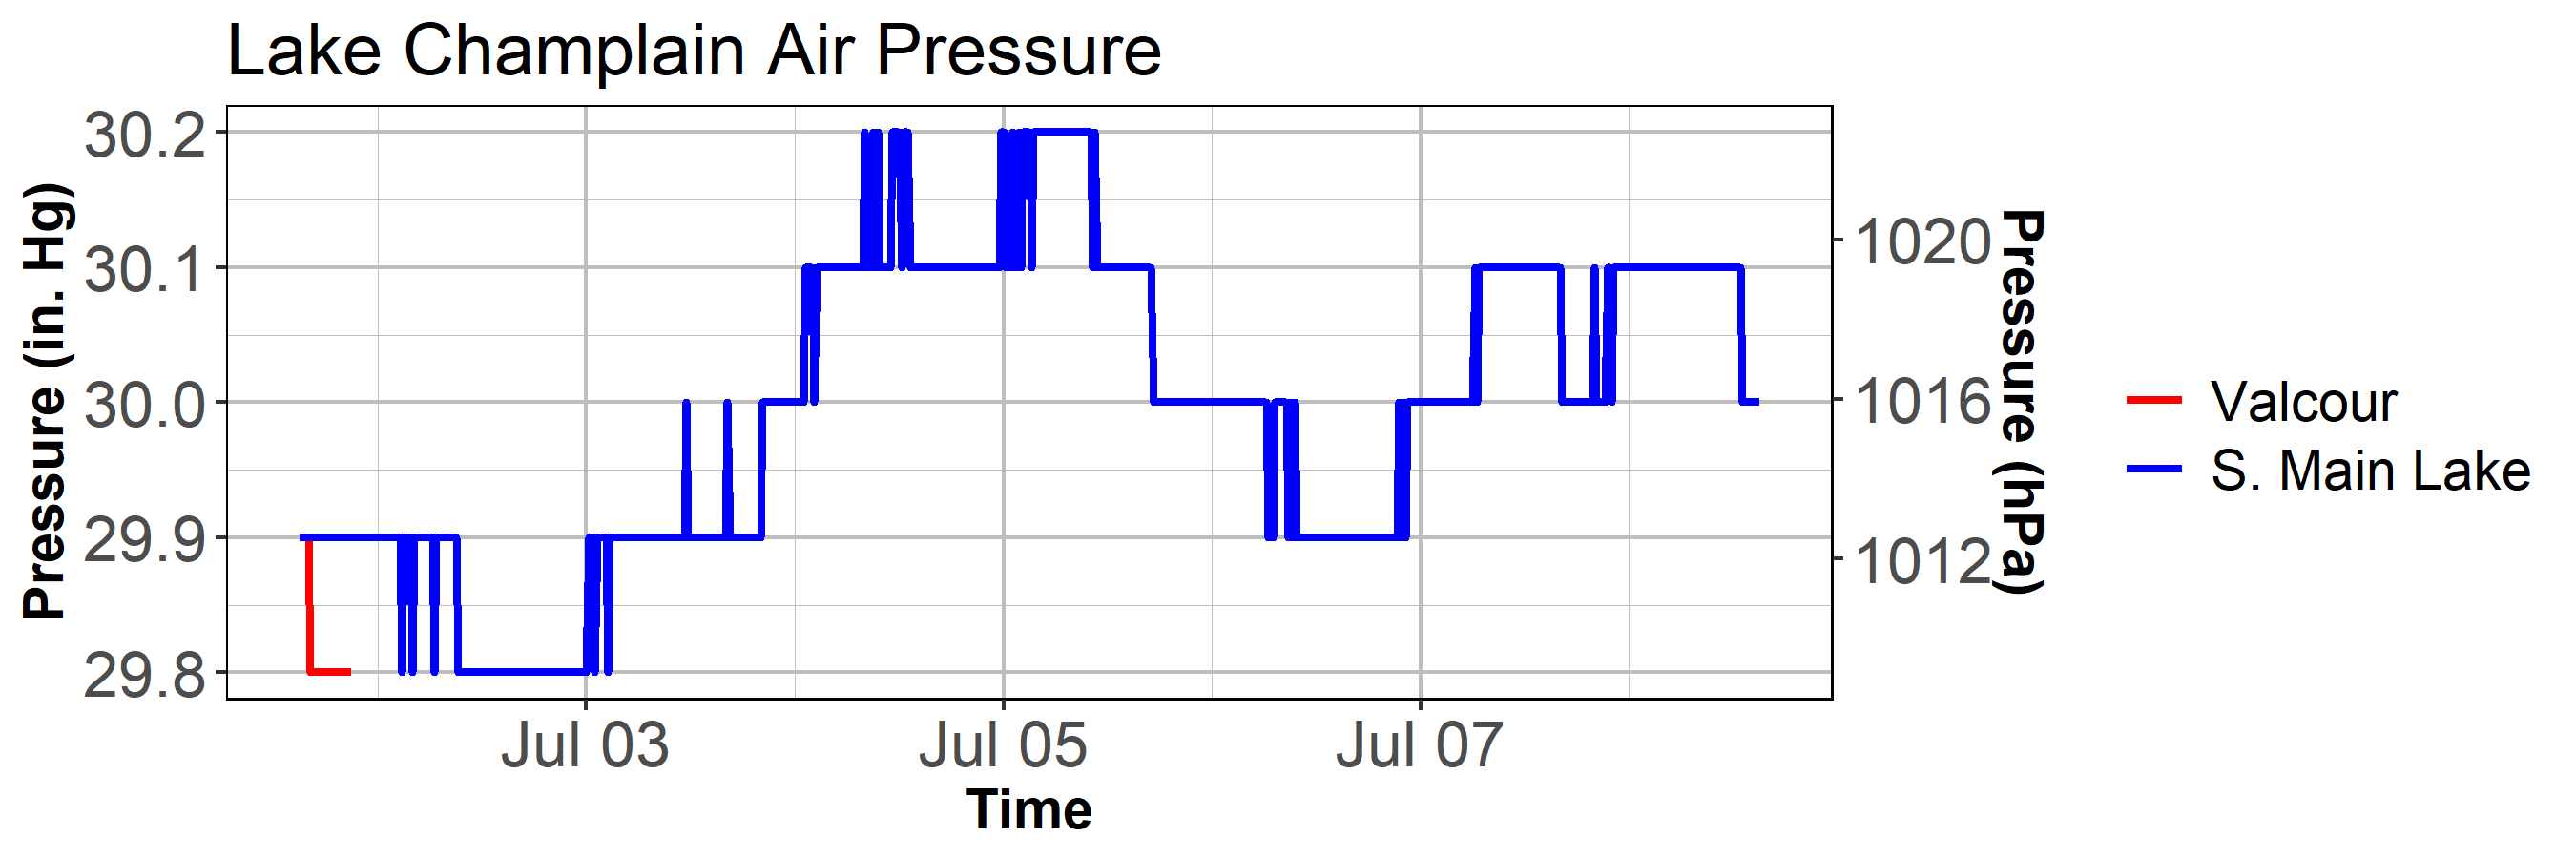 Lake Champlain Air Pressure
Pressure (in. Hg)
30.2
30.1
30.0
29.9
29.8
Jul 03
Jul 05
Jul 07
Time
1020
1016
1012
Pressure (hPa)
Valcour
S. Main Lake